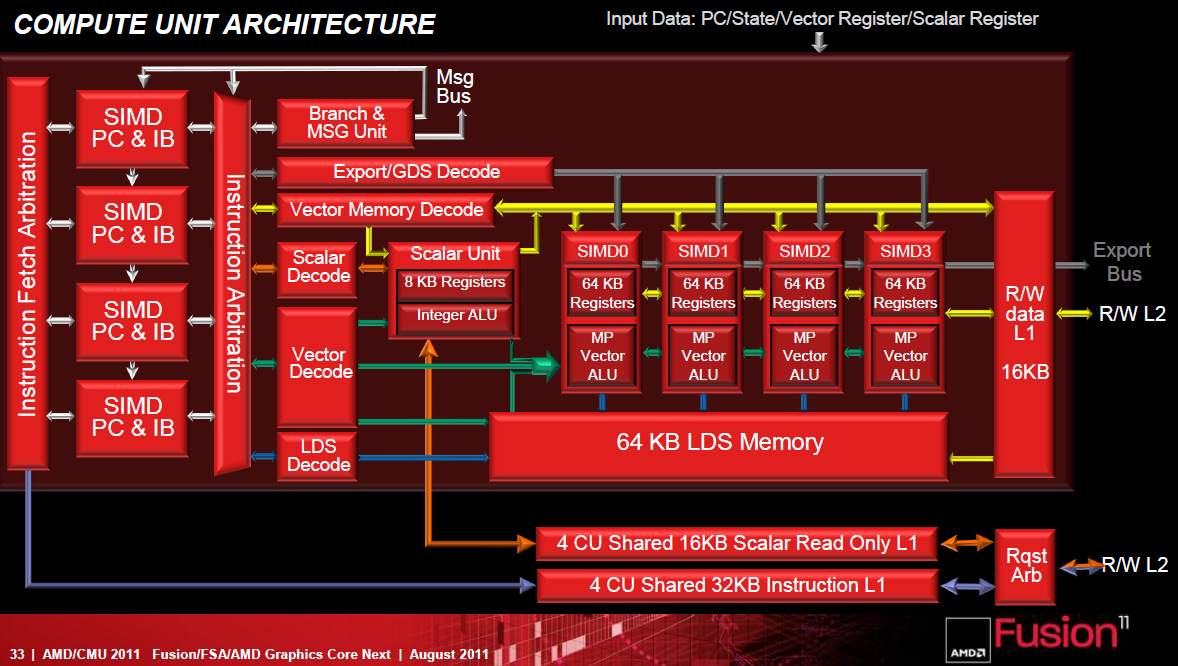 COMPUTE UNIT ARCHITECTURE
Input Data: PC/State/Vector Register/Scalar Register
Instruction Fetch Arbitration
SIMD
PC & IB
SIMD
PC & IB
SIMD
PC & IB
SIMD
PC & IB
Instruction Arbitration
Msg
Bus
Branch &
MSG Unit
Export/GDS Decode
Vector Memory Decode
Scalar
Decode
Scalar Unit
8 KB Registers
Integer ALU
Vector
Decode
LDS
Decode
SIMD0
64 KB
Registers
MP
Vector
ALU
SIMD1
64 KB
Registers
MP
Vector
ALU
SIMD2
64 KB
Registers
MP
Vector
ALU
SIMD3
64 KB
Registers
MP
Vector
ALU
64 KB LDS Memory
R/W
data
L1
16KB
Export
Bus
R/W L2
4 CU Shared 16KB Scalar Read Only L1
4 CU Shared 32KB Instruction L1
Rqst
Arb
R/W L2
33 | AMD/CMU 2011 Fusion/FSA/AMD Graphics Core Next | August 2011
AMD
Fusion11